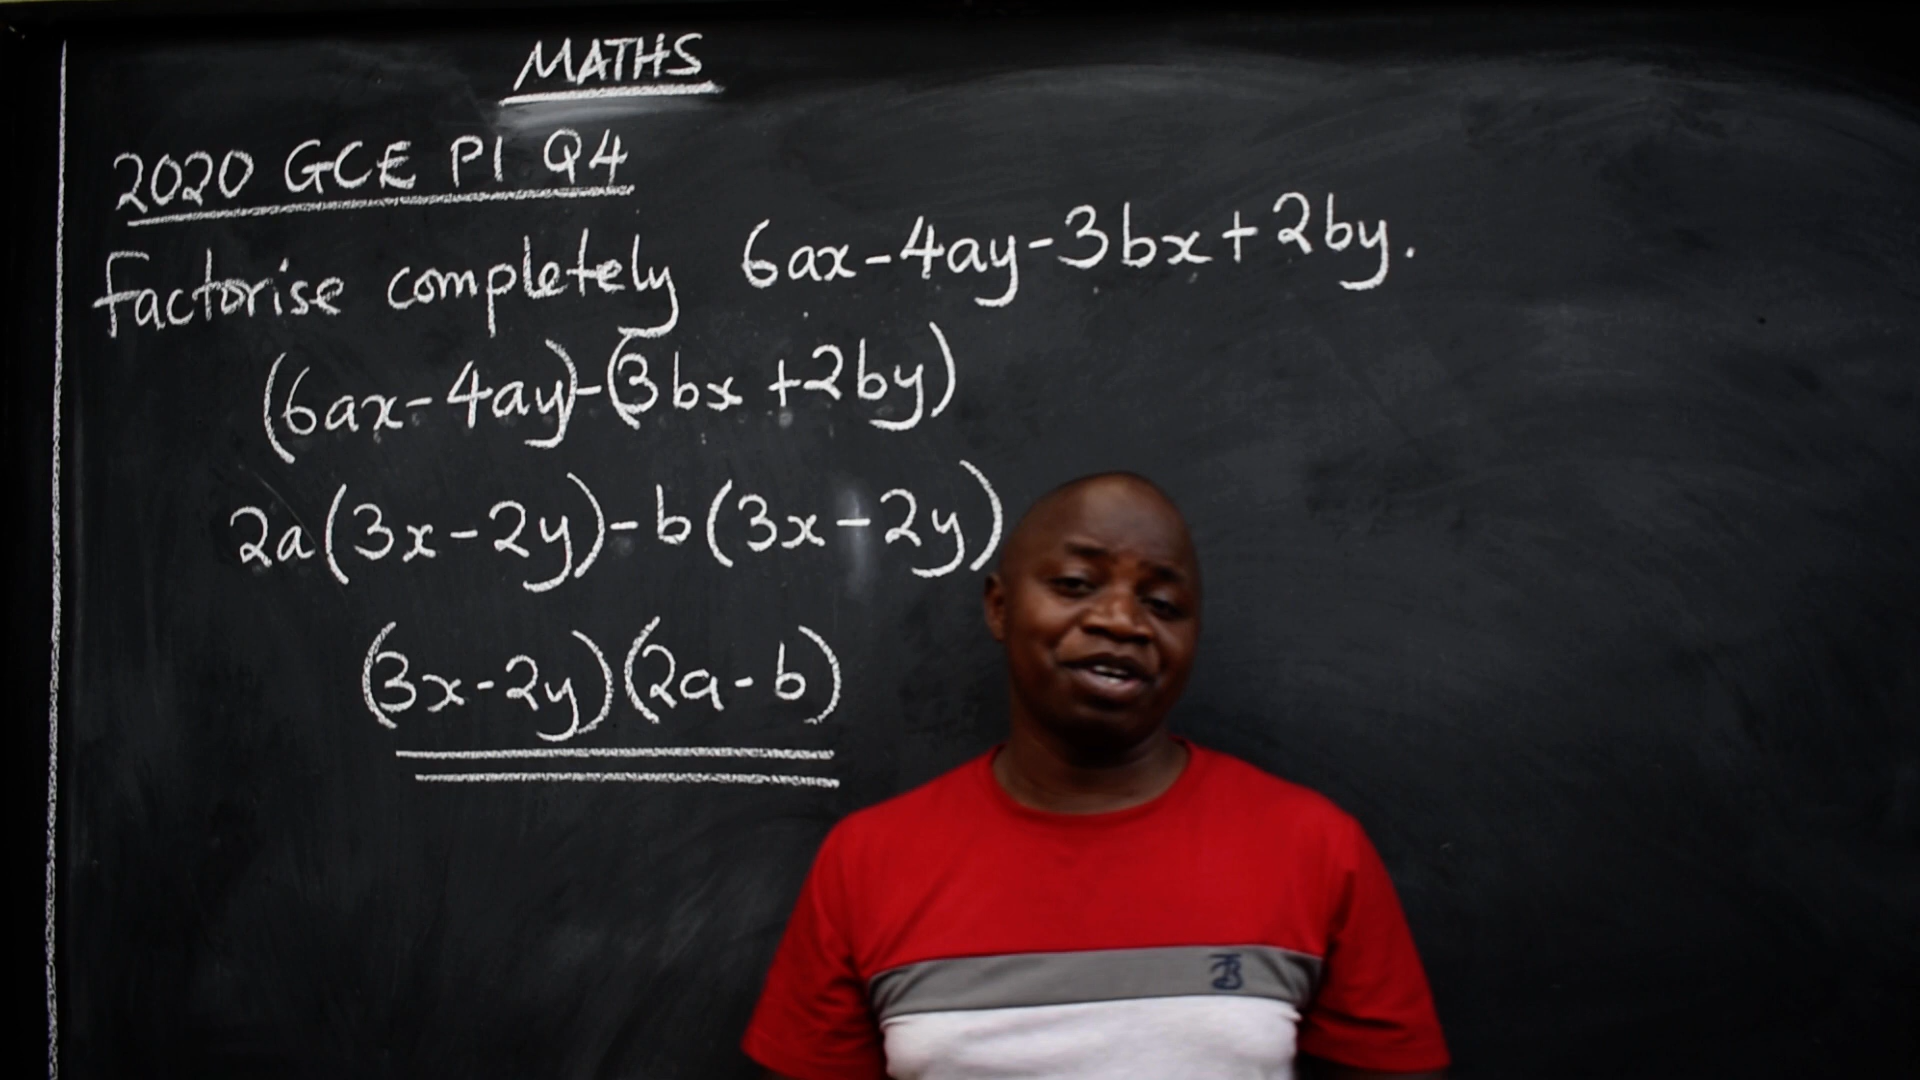 MATHS
2020 GCE P1 Q4
factorise completely 6ax-4ay-3bx+2by.
(6ax-4ay)-(3bx+2by)
2a(3x-2y)-b(3x-2y)
(3x-2y)(2a-b)